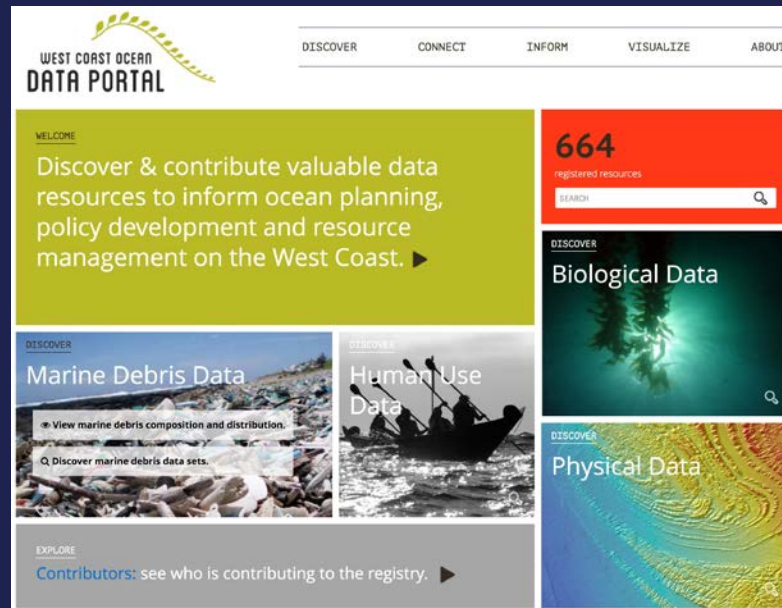 WEST COAST OCEAN
DATA PORTAL
DISCOVER CONNECT INFORM VISUALIZE ABOUT
WELCOME
Discover & contribute valuable data
resources to inform ocean planning,
policy development and resource
management on the West Coast.
664
registered resources
SEARCH
DISCOVER
Biological Data
DISCOVER
Marine Debris Data
View marine debris composition and distribution.
Discover marine debris data sets.
DISCOVER
Human Use
Data
DISCOVER
Physical Data
EXPLORE
Contributors: see who is contributing to the registry.